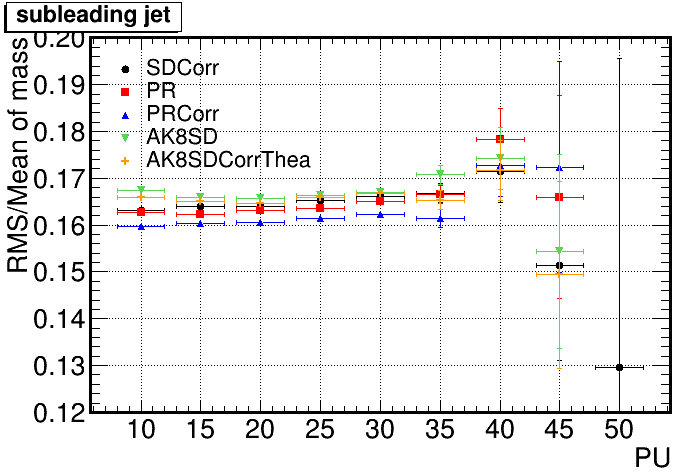 subleading jet
RMS/Mean of mass
0.20
0.19
0.18
0.17
0.16
0.15
0.14
0.13
0.12
SDCorr
PR
PRCorr
AK8SD
AK8SDCorrThea
10 15 20 25 30 35 40 45 50
PU